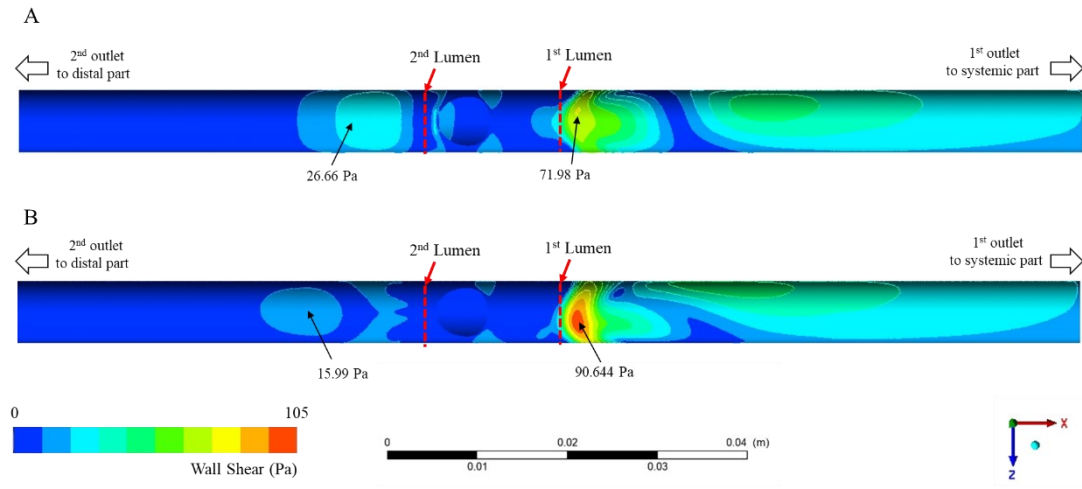 A
2nd outlet
to distal part
2nd Lumen
1st Lumen
1st outlet
to systemic part
26.66 Pa
71.98 Pa
B
2nd outlet
to distal part
2nd Lumen
1st Lumen
1st outlet
to systemic part
15.99 Pa
90.644 Pa
0
105
Wall Shear (Pa)
0
0.02
0.04 (m)
0.01
0.03
X
Z